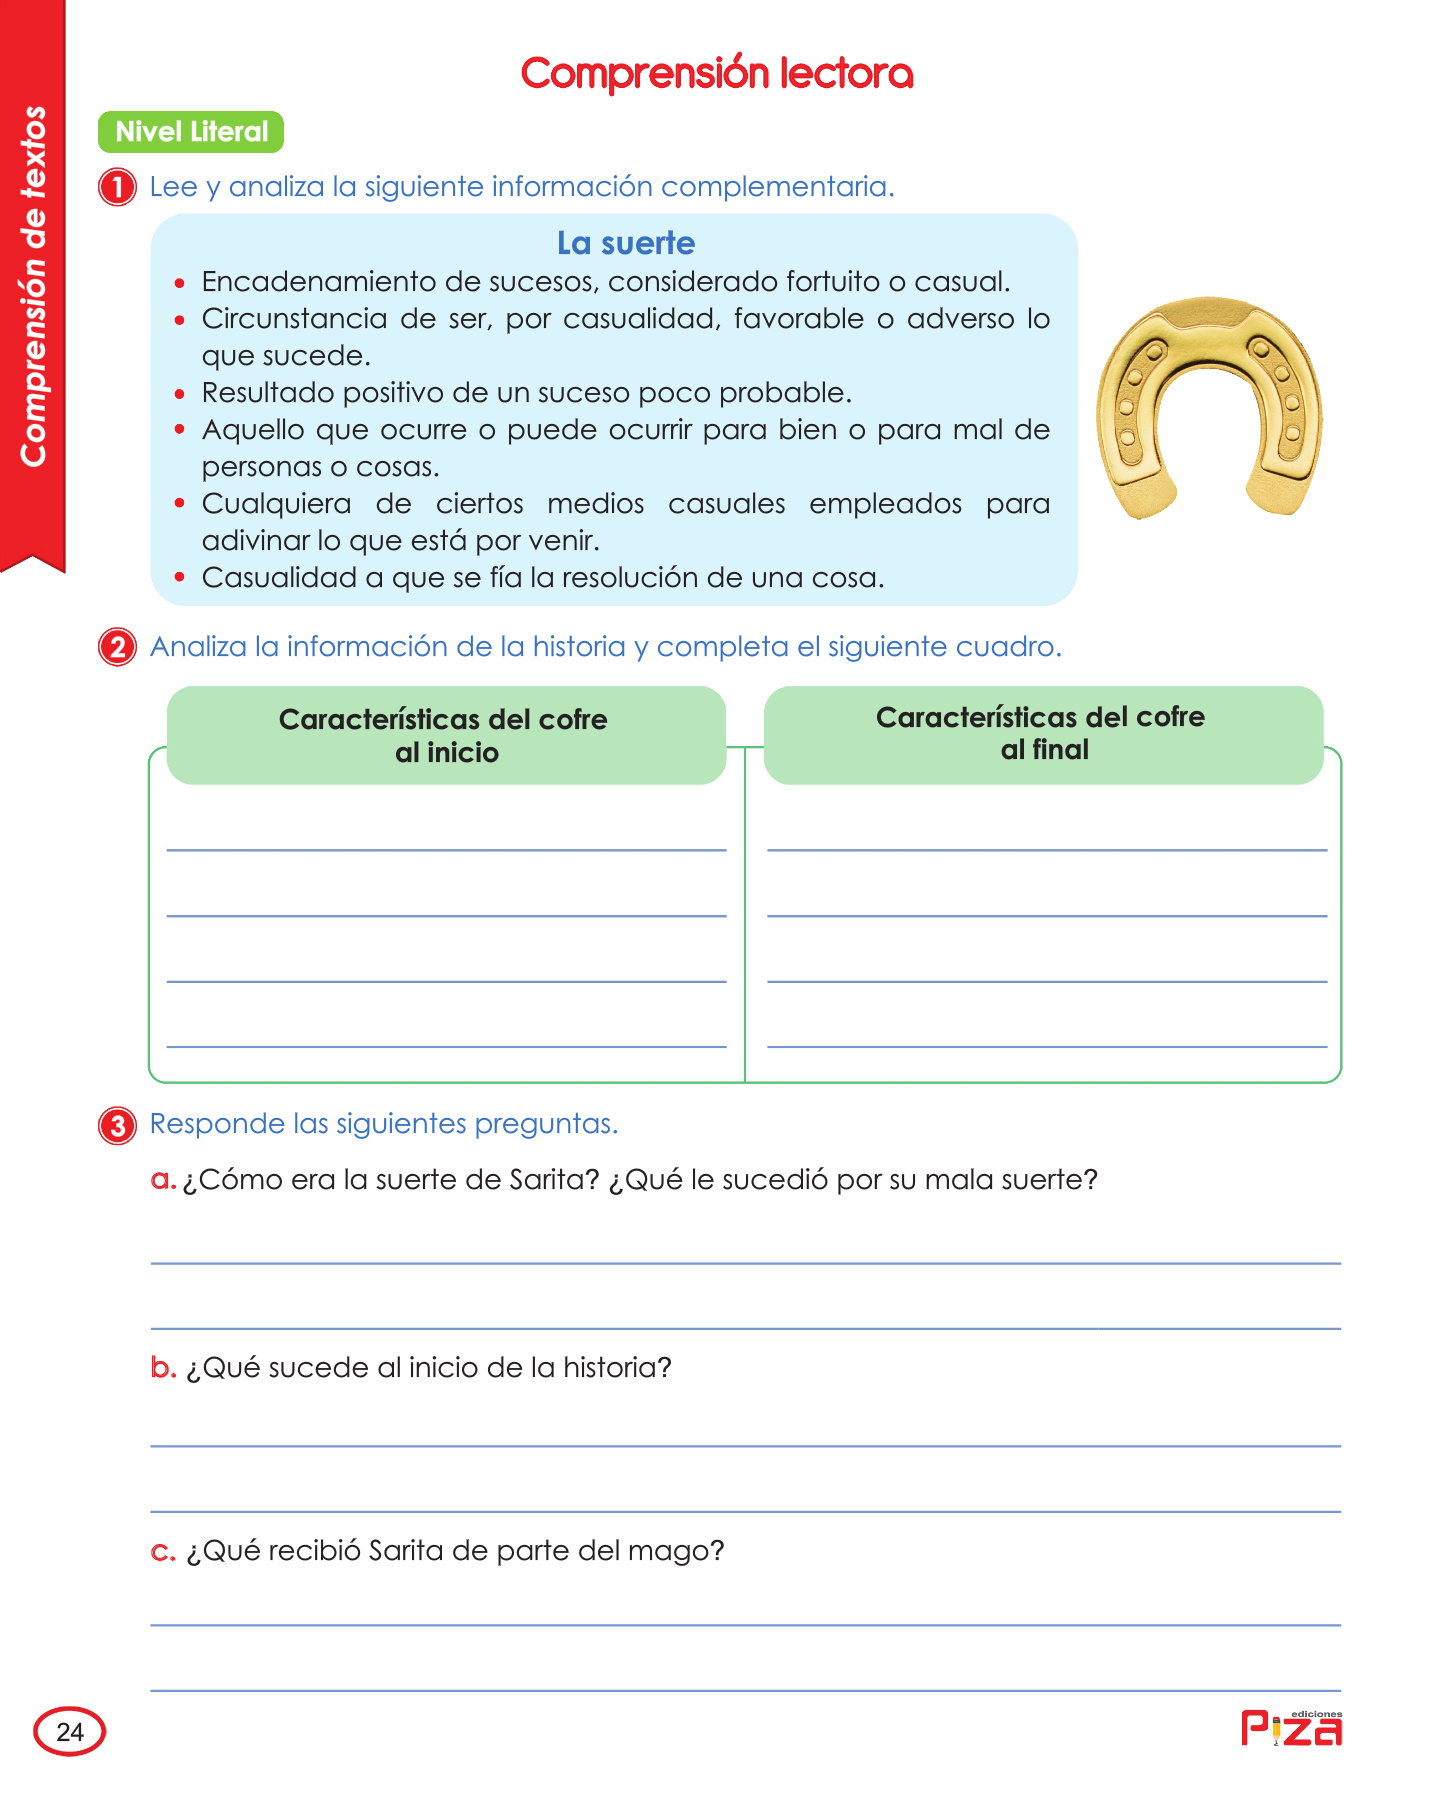 Comprensión de textos
Comprensión lectora
Nivel Literal
1 Lee y analiza la siguiente información complementaria.
La suerte
• Encadenamiento de sucesos, considerado fortuito o casual.
• Circunstancia de ser, por casualidad, favorable o adverso lo
que sucede.
• Resultado positivo de un suceso poco probable.
• Aquello que ocurre o puede ocurrir para bien o para mal de
personas o cosas.
• Cualquiera de ciertos medios casuales empleados para
adivinar lo que está por venir.
• Casualidad a que se fía la resolución de una cosa.
2 Analiza la información de la historia y completa el siguiente cuadro.
Características del cofre
al inicio
Características del cofre
al final
3 Responde las siguientes preguntas.
a. ¿Cómo era la suerte de Sarita? ¿Qué le sucedió por su mala suerte?
b. ¿Qué sucede al inicio de la historia?
c. ¿Qué recibió Sarita de parte del mago?
24
ediciones
Piza